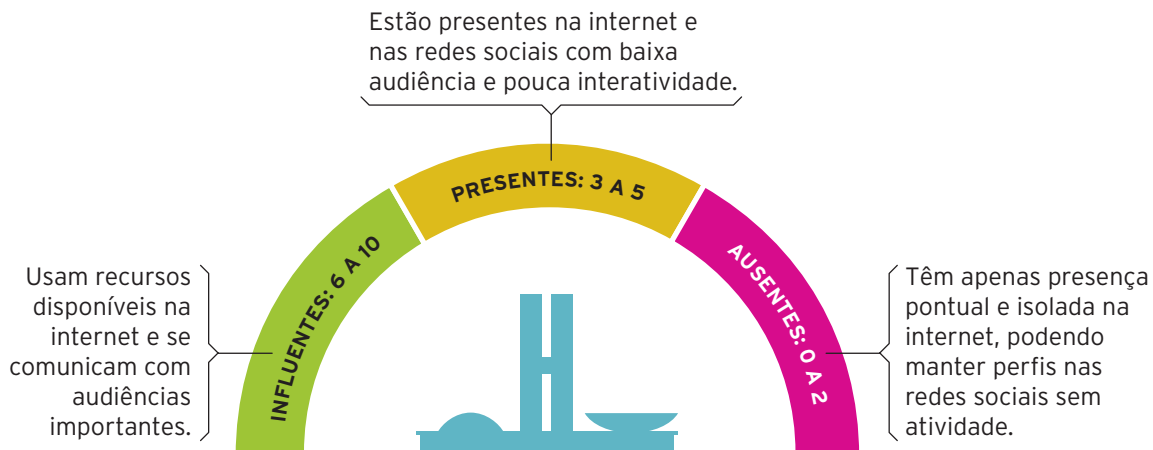 Estão presentes na internet e
nas redes sociais com baixa
audiência e pouca interatividade.
PRESENTES: 3 A 5
INFLUENTES: 6 A 10
AUSENTES: 0 A 2
Usam recursos
disponíveis na
internet e se
comunicam com
audiências
importantes.
Têm apenas presença
pontual e isolada na
internet, podendo
manter perfis nas
redes sociais sem
atividade.